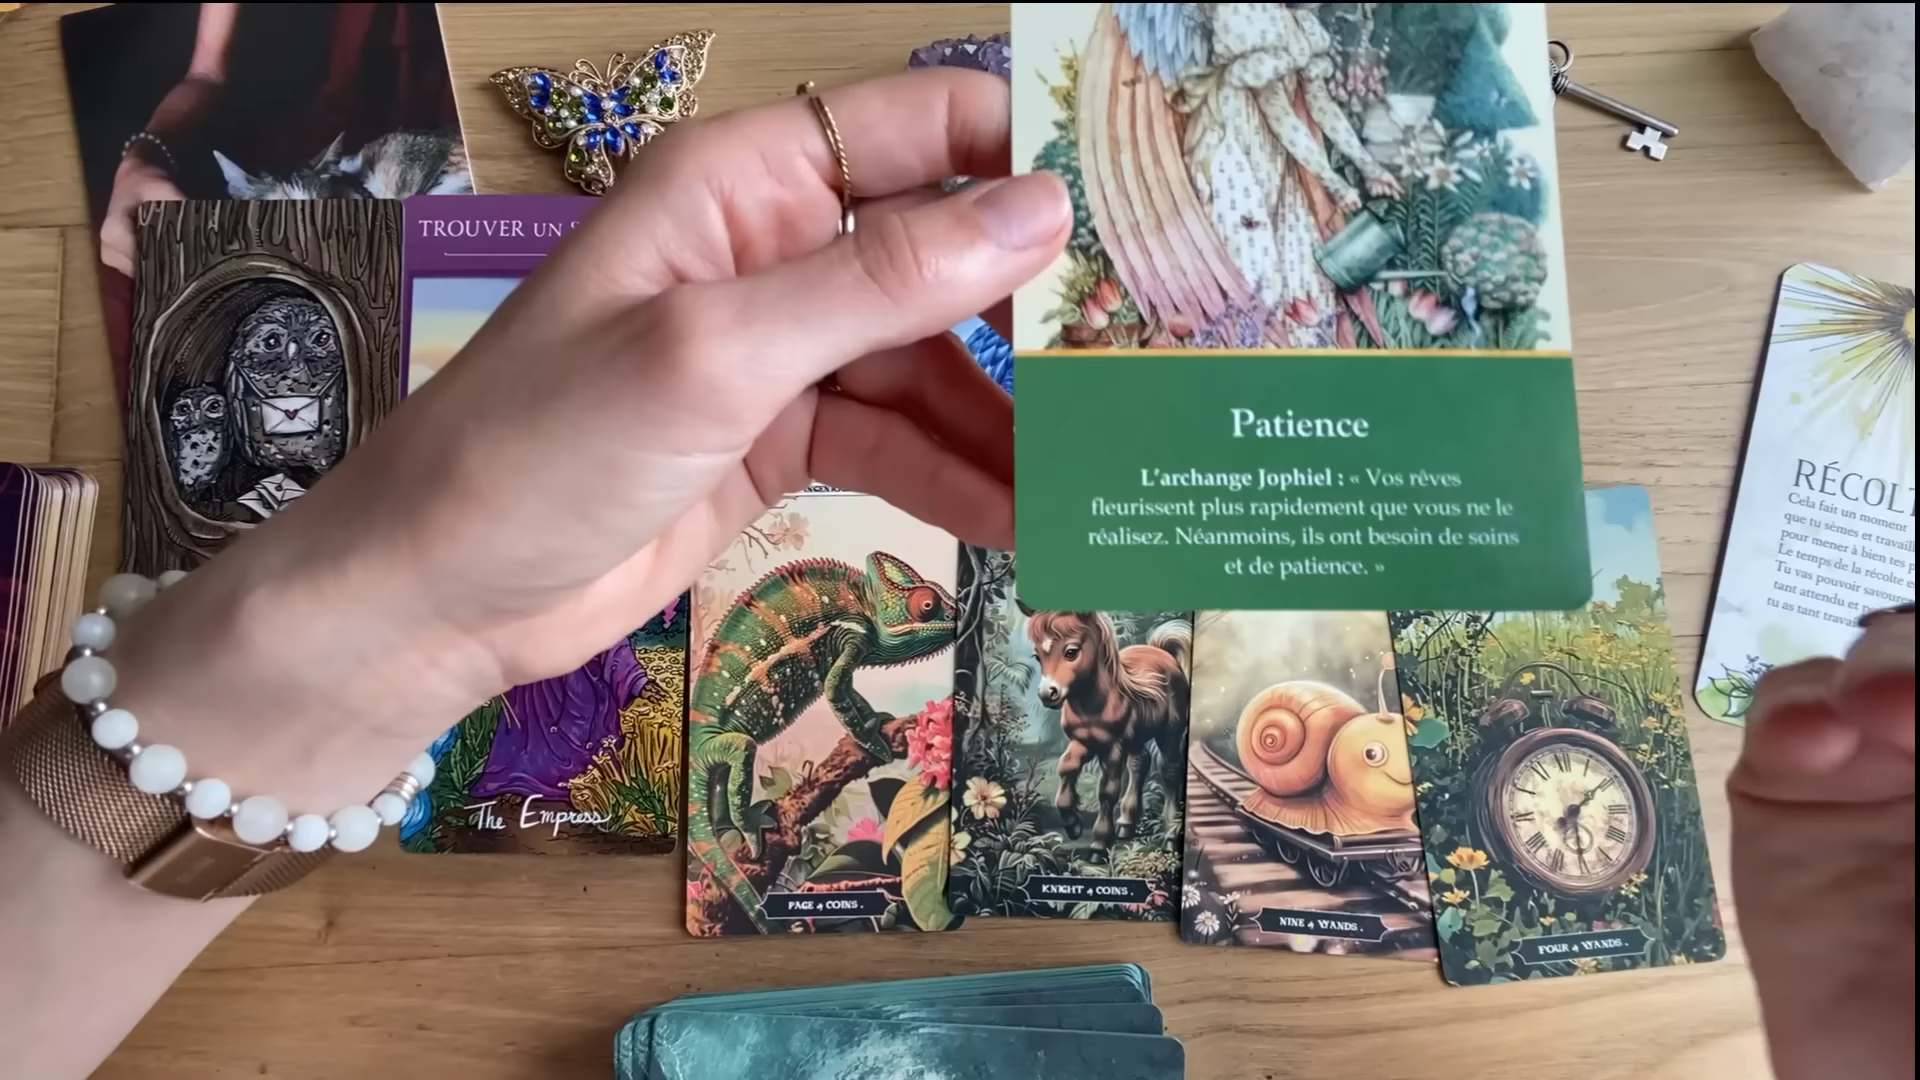 TROUVER UN
Patience
L'archange Jophiel : « Vos rêves
fleurissent plus rapidement que vous ne le
réalisez. Néanmoins, ils ont besoin de soins
et de patience. »
RÉCOLT
Cela fait un moment
que tu sèmes et travaill
pour mener à bien tes p
Le temps de la récolte e
Tu vas pouvoir savour
tant attendu et
tu as tant travai
The Empress
PAGE of COINS.
KNIGHT of COINS.
NINE of WANDS.
FOUR of WANDS.